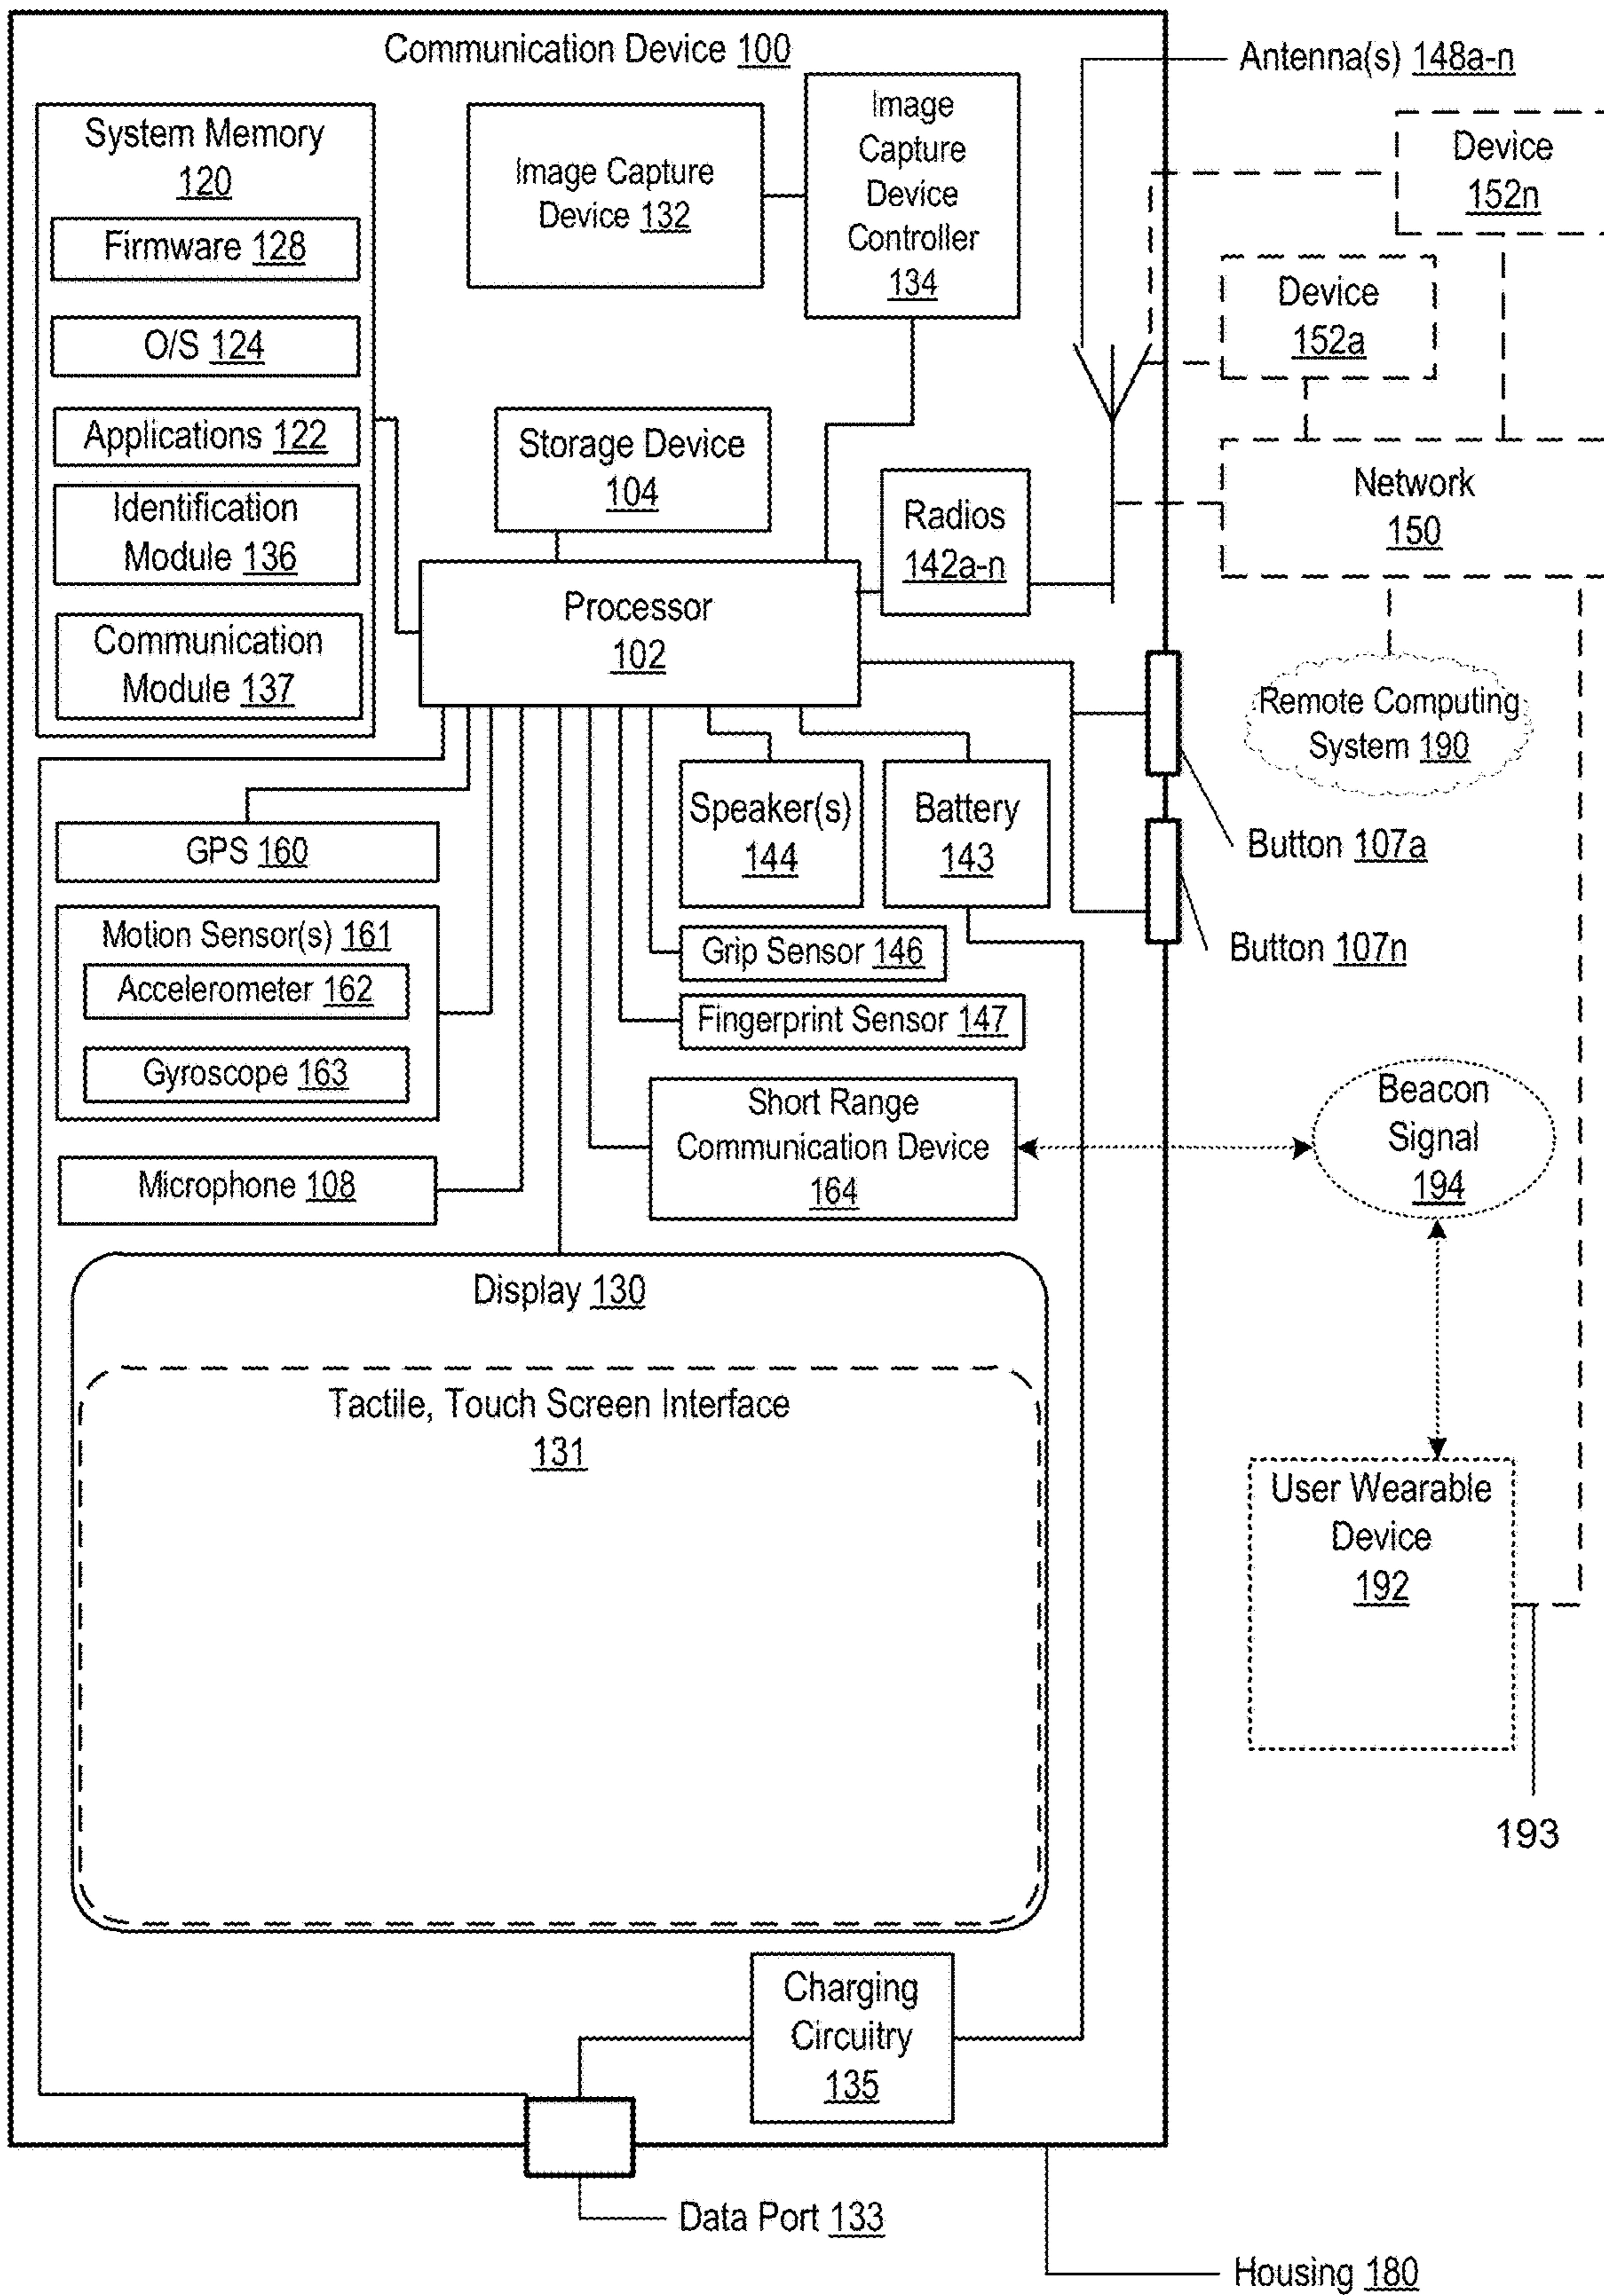 Communication Device 100
System Memory
120
Firmware 128
O/S 124
Applications 122
Identification
Module 136
Communication
Module 137
Image Capture
Device 132
Image
Capture
Device
Controller
134
Storage Device
104
Radios
142a-n
Processor
102
Antenna(s) 148a-n
Device
152n
Device
152a
Network
150
Remote Computing
System 190
Button 107a
Button 107n
Speaker(s)
144
Battery
143
GPS 160
Motion Sensor(s) 161
Accelerometer 162
Gyroscope 163
Microphone 108
Grip Sensor 146
Fingerprint Sensor 147
Short Range
Communication Device
164
Beacon
Signal
194
Display 130
Tactile, Touch Screen Interface
131
User Wearable
Device
192
193
Charging
Circuitry
135
Data Port 133
Housing 180